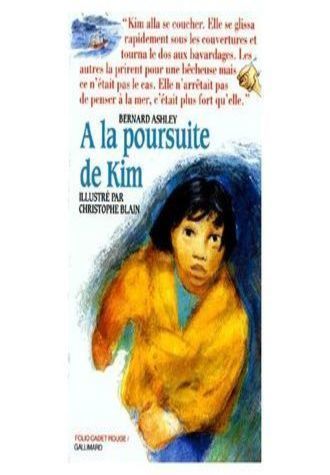 "Kim alla se coucher. Elle se glissa
rapidement sous les couvertures et
tourna le dos aux bavardages. Les
autres la prirent pour une bêcheuse mais
ce n'était pas le cas. Elle n'arrêtait pas
de penser à la mer, c'était plus fort qu'elle."
BERNARD ASHLEY
A la poursuite
de Kim
ILLUSTRÉ PAR
CHRISTOPHE BLAIN
FOLIO CADET ROUGE/
GALLIMARD